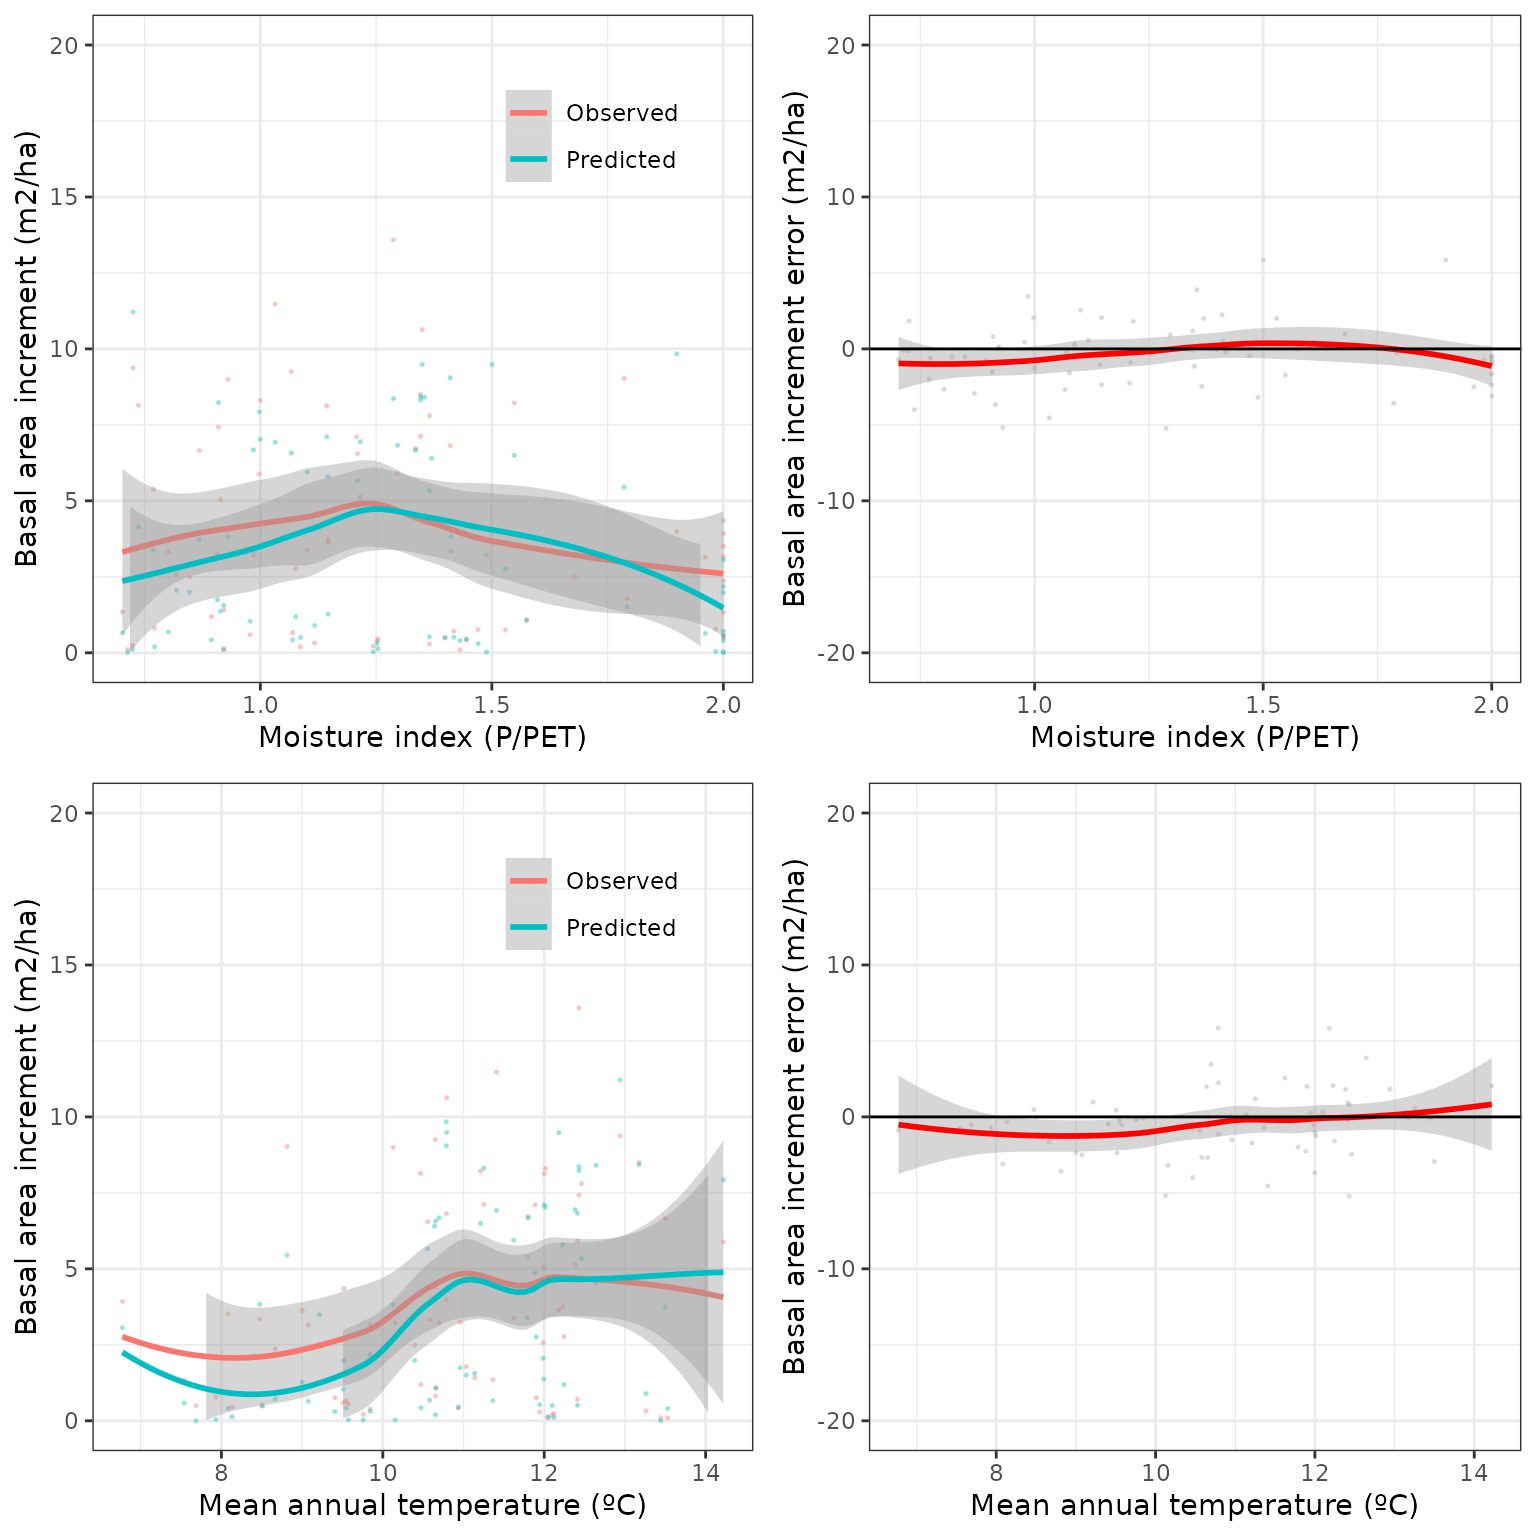 Basal area increment (m2/ha)
20
15
10
5
0
Observed
Predicted
1.0 1.5 2.0
Moisture index (P/PET)
Basal area increment error (m2/ha)
20
10
0
-10
-20
1.0 1.5 2.0
Moisture index (P/PET)
Basal area increment (m2/ha)
20
15
10
5
0
Observed
Predicted
8 10 12 14
Mean annual temperature (ºC)
Basal area increment error (m2/ha)
20
10
0
-10
-20
8 10 12 14
Mean annual temperature (ºC)